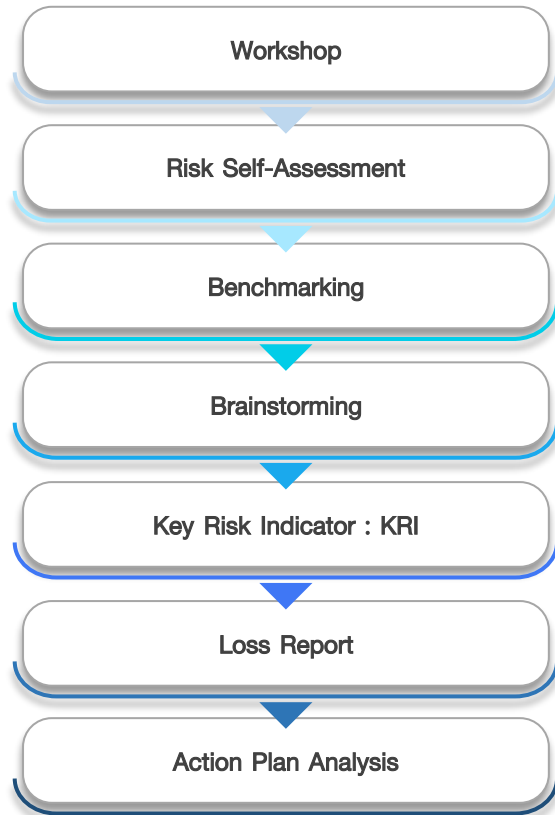 Workshop
Risk Self-Assessment
Benchmarking
Brainstorming
Key Risk Indicator : KRI
Loss Report
Action Plan Analysis